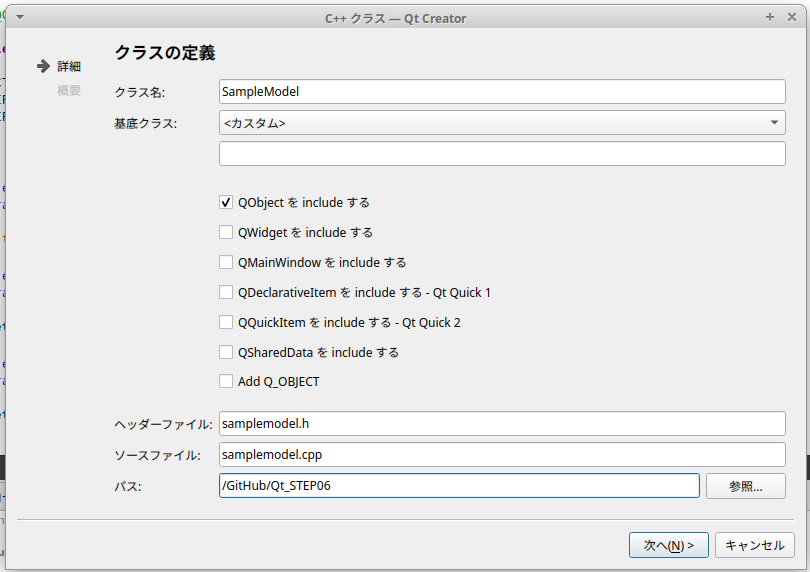 C++ クラス — Qt Creator
クラスの定義
詳細
概要
クラス名:
SampleModel
基底クラス:
<カスタム>
QObject を include する
QWidget を include する
QMainWindow を include する
QDeclarativeItem を include する - Qt Quick 1
QQuickItem を include する - Qt Quick 2
QSharedData を include する
Add Q_OBJECT
ヘッダーファイル:
samplemodel.h
ソースファイル:
samplemodel.cpp
パス:
/GitHub/Qt_STEP06
参照...
次へ(N) >
キャンセル